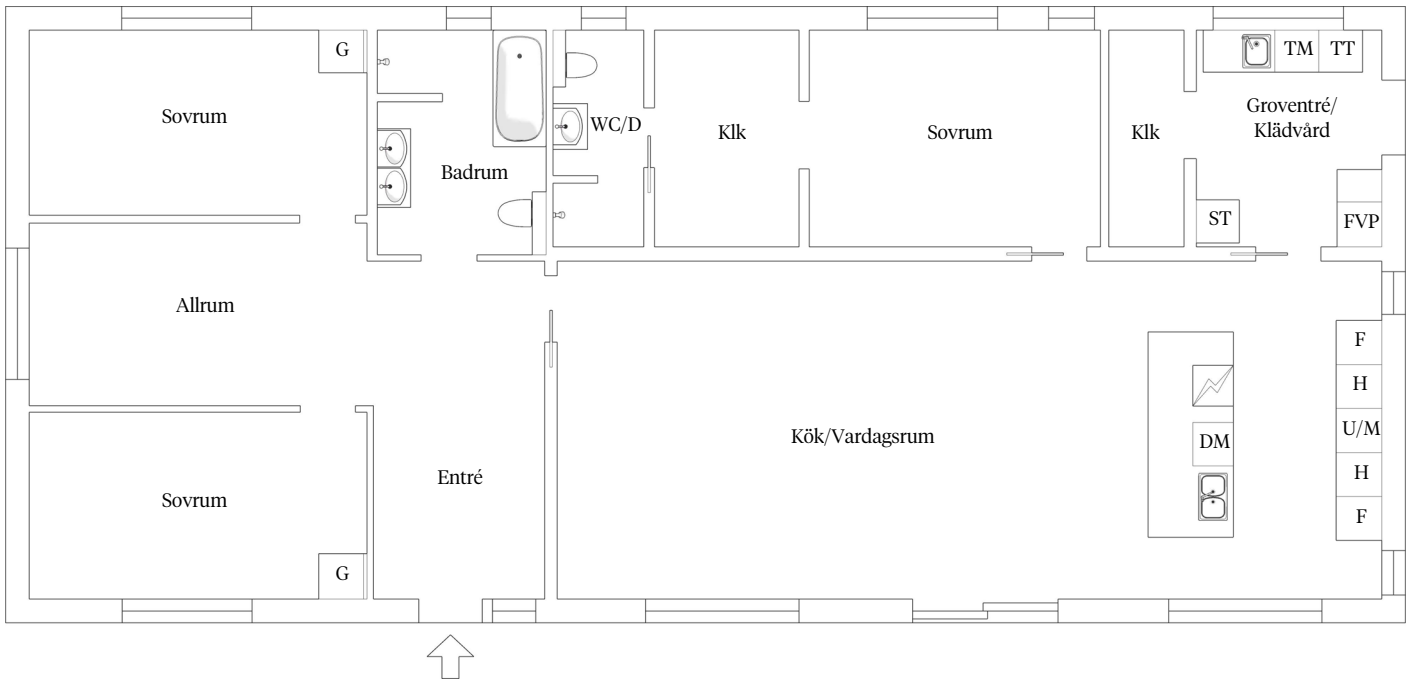 G
TM
TT
Sovrum
Groventré/
Klädvård
WC/D
Klk
Sovrum
Klk
Badrum
ST
FVP
Allrum
F
H
U/M
Kök/Vardagsrum
DM
Entré
H
Sovrum
F
G